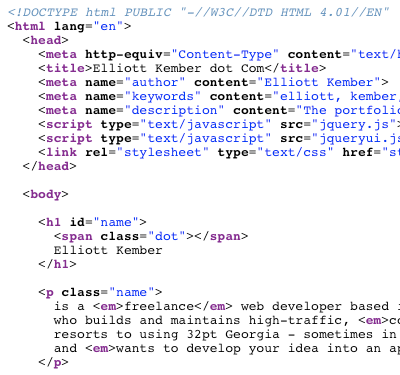 <!DOCTYPE html PUBLIC "-//W3C//DTD HTML 4.01//EN"
<html lang="en">
<head>
<meta http-equiv="Content-Type" content="text/
<title>Elliott Kember dot Com</title>
<meta name="author" content="Elliott Kember">
<meta name="keywords" content="elliott, kember,
<meta name="description" content="The portfolio
<script type="text/javascript" src="jquery.js">
<script type="text/javascript" src="jqueryui.js
<link rel="stylesheet" type="text/css" href="st
</head>
<body>
<h1 id="name">
<span class="dot"></span>
Elliott Kember
</h1>
<p class="name">
is a <em>freelance</em> web developer based
who builds and maintains high-traffic, <em>co
resorts to using 32pt Georgia - sometimes in
and <em>wants to develop your idea into an ap
</p>